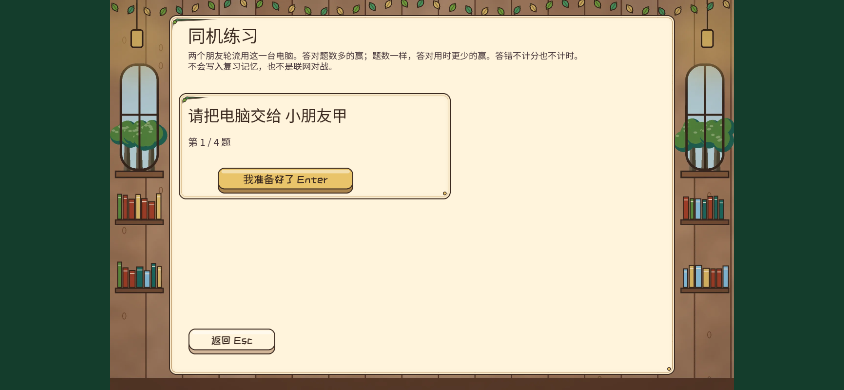 同机练习
两个朋友轮流用这一台电脑。答对题数多的赢；题数一样，答对用时更少的赢。答错不计分也不计时。
不会写入复习记忆，也不是联网对战。
请把电脑交给 小朋友甲
第 1 / 4 题
我准备好了 Enter
返回 Esc